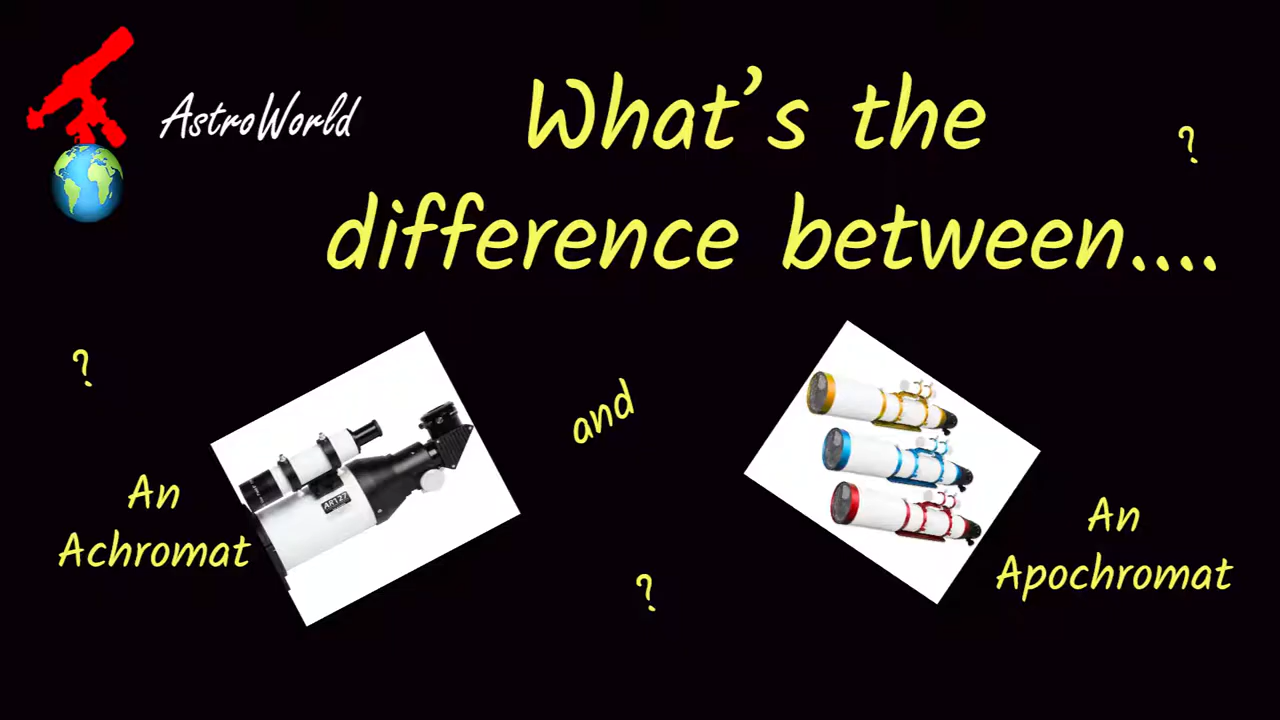 AstroWorld
What's the
difference between....
?
?
and
An
Achromat
AR127
An
Apochromat
?